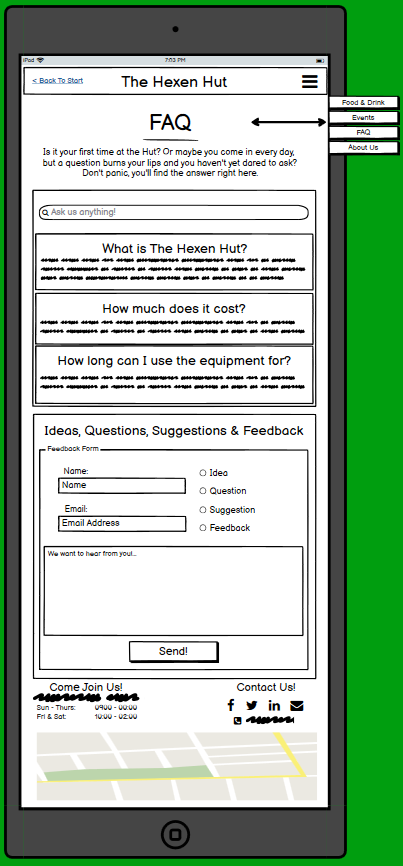 iPod 7:03 PM
< Back To Start The Hexen Hut
Food & Drink
Events
FAQ
About Us
FAQ
Is it your first time at the Hut? Or maybe you come in every day,
but a question burns your lips and you haven't yet dared to ask?
Don't panic, you'll find the answer right here.
Ask us anything!
What is The Hexen Hut?
How much does it cost?
How long can I use the equipment for?
Ideas, Questions, Suggestions & Feedback
Feedback Form
Name:
Name
Email:
Email Address
Idea
Question
Suggestion
Feedback
We want to hear from you!...
Send!
Come Join Us!
Sun - Thurs: 09:00 - 00:00
Fri & Sat: 10:00 - 02:00
Contact Us!